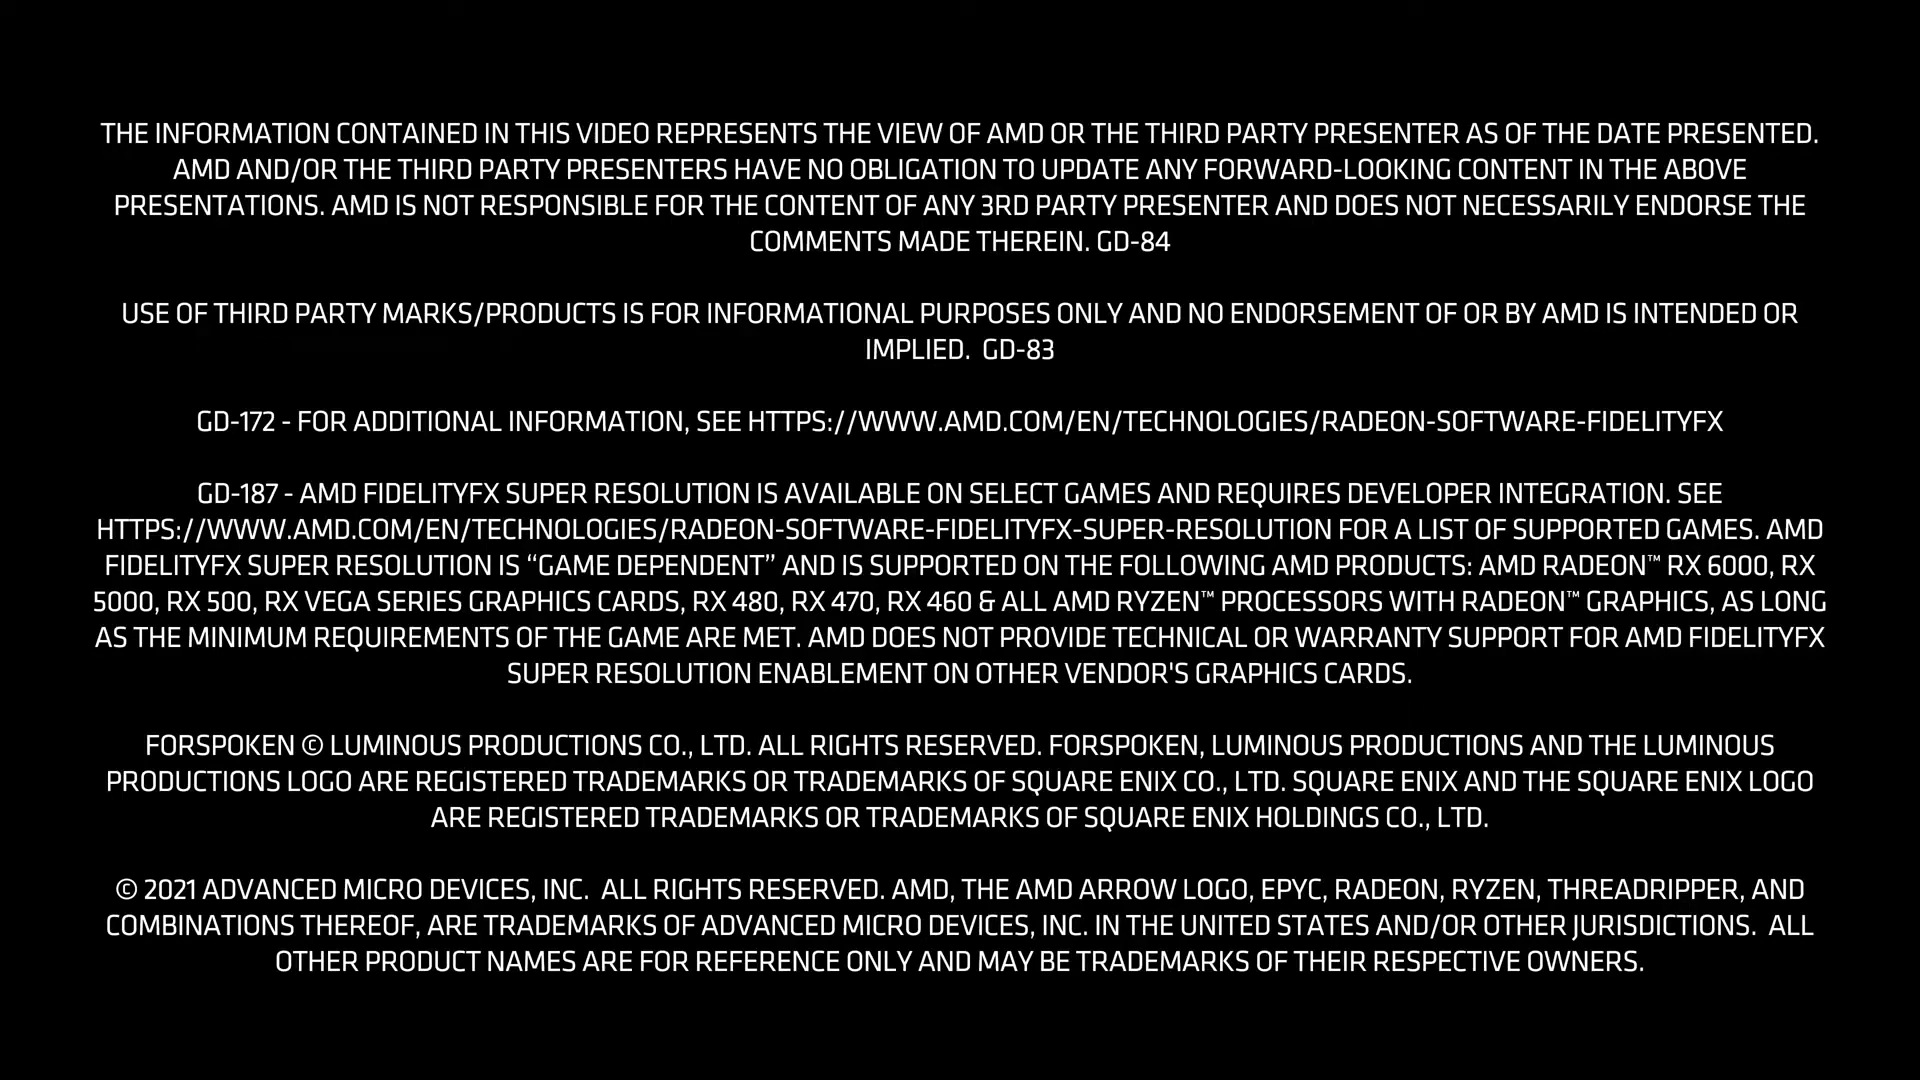 THE INFORMATION CONTAINED IN THIS VIDEO REPRESENTS THE VIEW OF AMD OR THE THIRD PARTY PRESENTER AS OF THE DATE PRESENTED.
AMD AND/OR THE THIRD PARTY PRESENTERS HAVE NO OBLIGATION TO UPDATE ANY FORWARD-LOOKING CONTENT IN THE ABOVE
PRESENTATIONS. AMD IS NOT RESPONSIBLE FOR THE CONTENT OF ANY 3RD PARTY PRESENTER AND DOES NOT NECESSARILY ENDORSE THE
COMMENTS MADE THEREIN. GD-84
USE OF THIRD PARTY MARKS/PRODUCTS IS FOR INFORMATIONAL PURPOSES ONLY AND NO ENDORSEMENT OF OR BY AMD IS INTENDED OR
IMPLIED.  GD-83
GD-172 - FOR ADDITIONAL INFORMATION, SEE HTTPS://WWW.AMD.COM/EN/TECHNOLOGIES/RADEON-SOFTWARE-FIDELITYFX
GD-187 - AMD FIDELITYFX SUPER RESOLUTION IS AVAILABLE ON SELECT GAMES AND REQUIRES DEVELOPER INTEGRATION. SEE
HTTPS://WWW.AMD.COM/EN/TECHNOLOGIES/RADEON-SOFTWARE-FIDELITYFX-SUPER-RESOLUTION FOR A LIST OF SUPPORTED GAMES. AMD
FIDELITYFX SUPER RESOLUTION IS “GAME DEPENDENT” AND IS SUPPORTED ON THE FOLLOWING AMD PRODUCTS: AMD RADEON™ RX 6000, RX
5000, RX 500, RX VEGA SERIES GRAPHICS CARDS, RX 480, RX 470, RX 460 & ALL AMD RYZEN™ PROCESSORS WITH RADEON™ GRAPHICS, AS LONG
AS THE MINIMUM REQUIREMENTS OF THE GAME ARE MET. AMD DOES NOT PROVIDE TECHNICAL OR WARRANTY SUPPORT FOR AMD FIDELITYFX
SUPER RESOLUTION ENABLEMENT ON OTHER VENDOR'S GRAPHICS CARDS.
FORSPOKEN © LUMINOUS PRODUCTIONS CO., LTD. ALL RIGHTS RESERVED. FORSPOKEN, LUMINOUS PRODUCTIONS AND THE LUMINOUS
PRODUCTIONS LOGO ARE REGISTERED TRADEMARKS OR TRADEMARKS OF SQUARE ENIX CO., LTD. SQUARE ENIX AND THE SQUARE ENIX LOGO
ARE REGISTERED TRADEMARKS OR TRADEMARKS OF SQUARE ENIX HOLDINGS CO., LTD.
© 2021 ADVANCED MICRO DEVICES, INC.  ALL RIGHTS RESERVED. AMD, THE AMD ARROW LOGO, EPYC, RADEON, RYZEN, THREADRIPPER, AND
COMBINATIONS THEREOF, ARE TRADEMARKS OF ADVANCED MICRO DEVICES, INC. IN THE UNITED STATES AND/OR OTHER JURISDICTIONS.  ALL
OTHER PRODUCT NAMES ARE FOR REFERENCE ONLY AND MAY BE TRADEMARKS OF THEIR RESPECTIVE OWNERS.